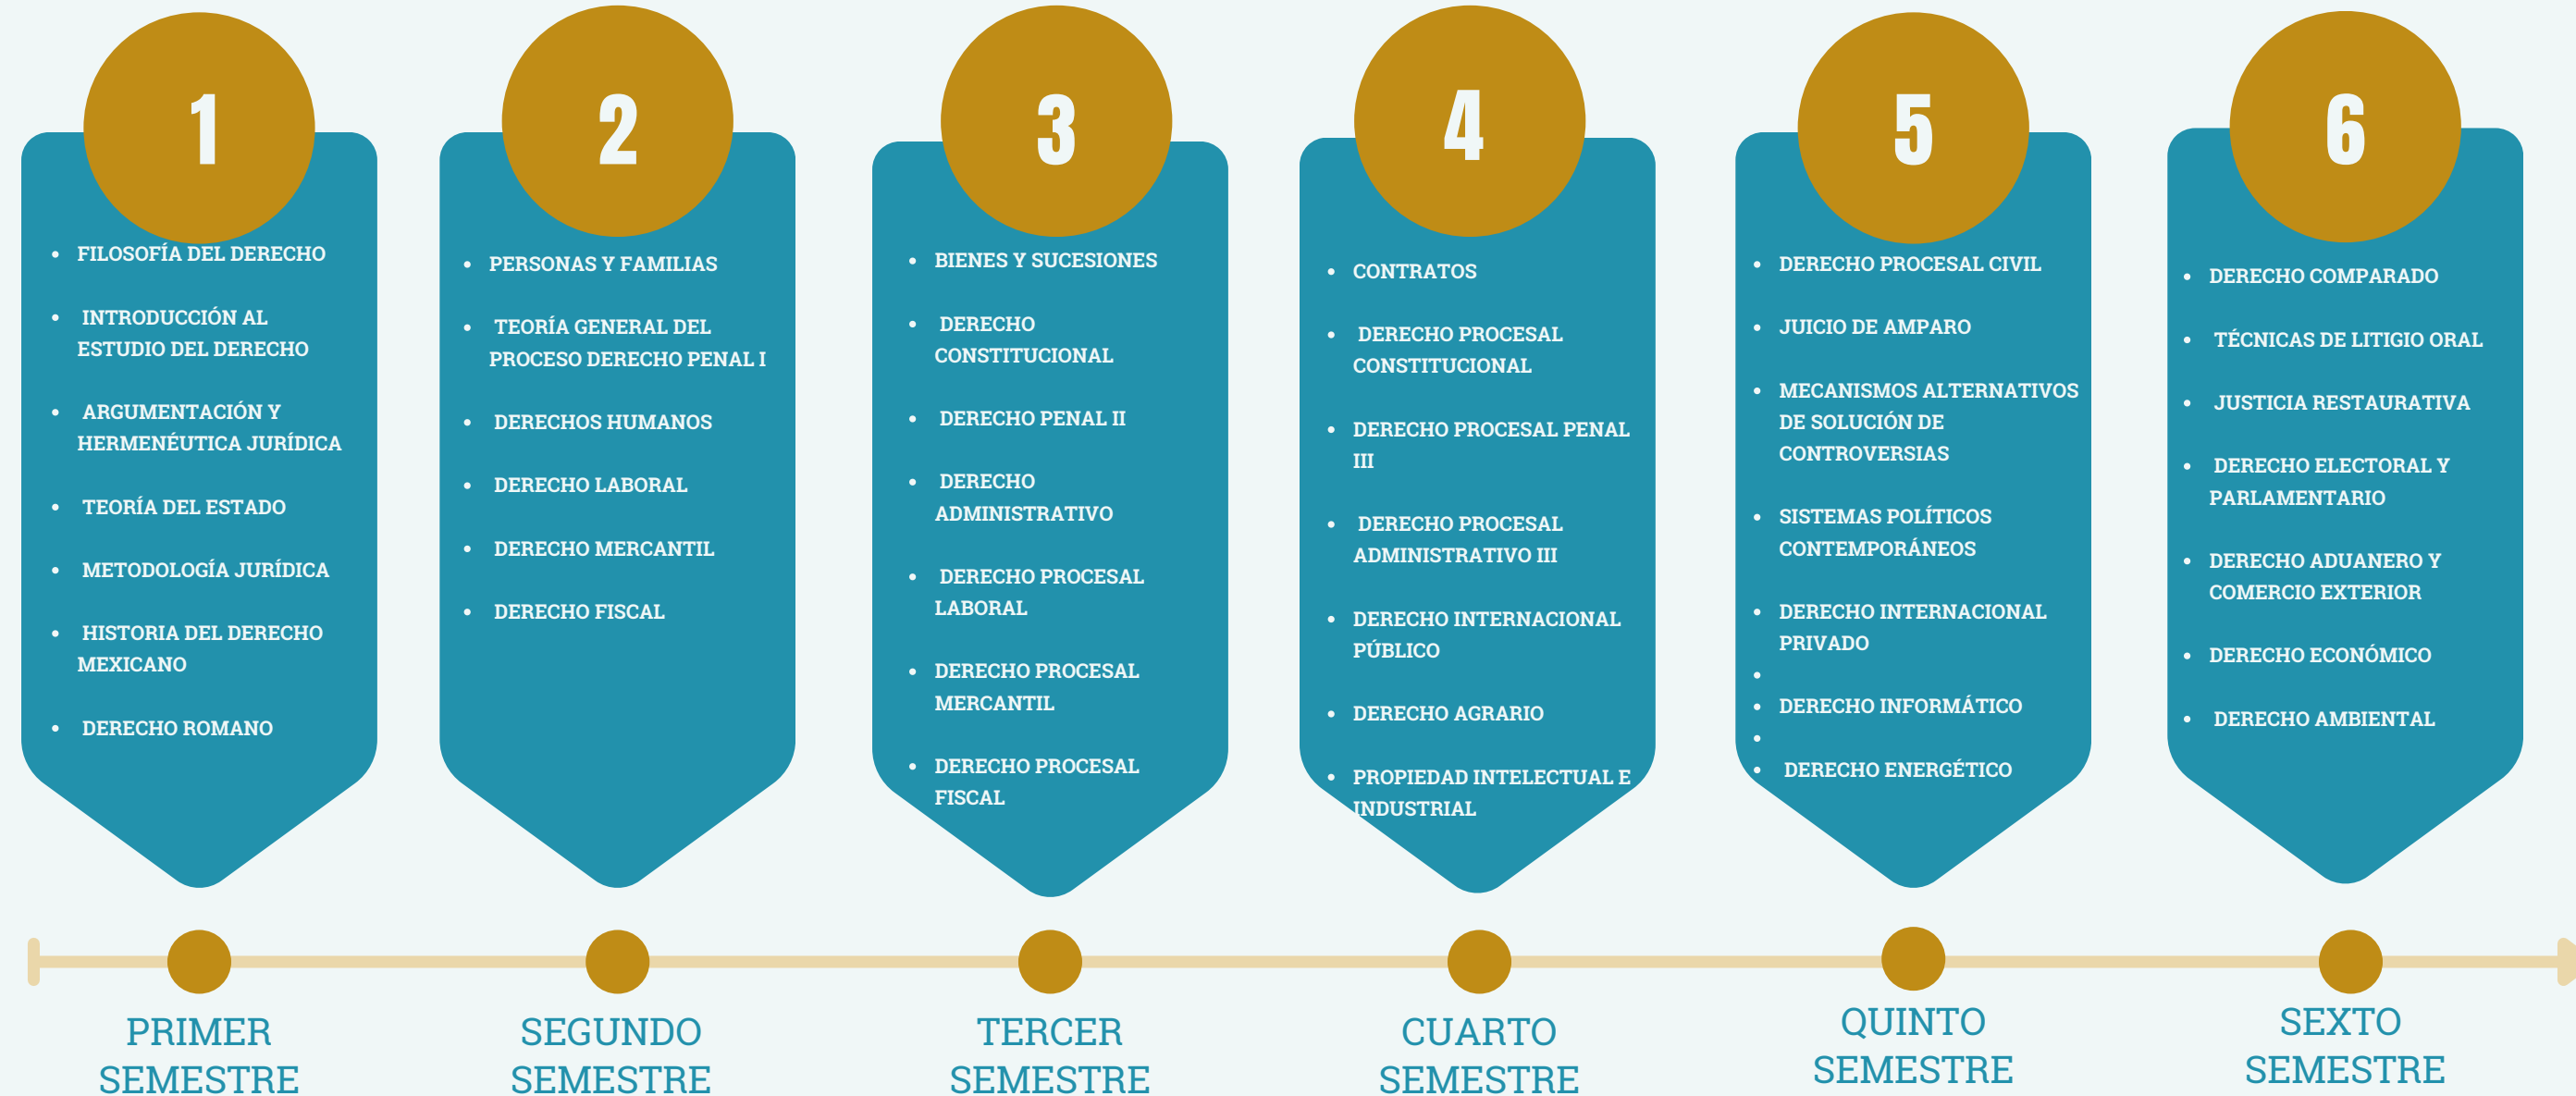 1
• FILOSOFÍA DEL DERECHO
• INTRODUCCIÓN AL
ESTUDIO DEL DERECHO
• ARGUMENTACIÓN Y
HERMENÉUTICA JURÍDICA
• TEORÍA DEL ESTADO
• METODOLOGÍA JURÍDICA
• HISTORIA DEL DERECHO
MEXICANO
• DERECHO ROMANO
PRIMER
SEMESTRE
2
• PERSONAS Y FAMILIAS
• TEORÍA GENERAL DEL
PROCESO DERECHO PENAL I
• DERECHOS HUMANOS
• DERECHO LABORAL
• DERECHO MERCANTIL
• DERECHO FISCAL
SEGUNDO
SEMESTRE
3
• BIENES Y SUCESIONES
• DERECHO
CONSTITUCIONAL
• DERECHO PENAL II
• DERECHO
ADMINISTRATIVO
• DERECHO PROCESAL
LABORAL
• DERECHO PROCESAL
MERCANTIL
• DERECHO PROCESAL
FISCAL
TERCER
SEMESTRE
4
• CONTRATOS
• DERECHO PROCESAL
CONSTITUCIONAL
• DERECHO PROCESAL PENAL
III
• DERECHO PROCESAL
ADMINISTRATIVO III
• DERECHO INTERNACIONAL
PÚBLICO
• DERECHO AGRARIO
• PROPIEDAD INTELECTUAL E
INDUSTRIAL
CUARTO
SEMESTRE
5
• DERECHO PROCESAL CIVIL
• JUICIO DE AMPARO
• MECANISMOS ALTERNATIVOS
DE SOLUCIÓN DE
CONTROVERSIAS
• SISTEMAS POLÍTICOS
CONTEMPORÁNEOS
• DERECHO INTERNACIONAL
PRIVADO
•
• DERECHO INFORMÁTICO
•
• DERECHO ENERGÉTICO
QUINTO
SEMESTRE
6
• DERECHO COMPARADO
• TÉCNICAS DE LITIGIO ORAL
• JUSTICIA RESTAURATIVA
• DERECHO ELECTORAL Y
PARLAMENTARIO
• DERECHO ADUANERO Y
COMERCIO EXTERIOR
• DERECHO ECONÓMICO
• DERECHO AMBIENTAL
SEXTO
SEMESTRE